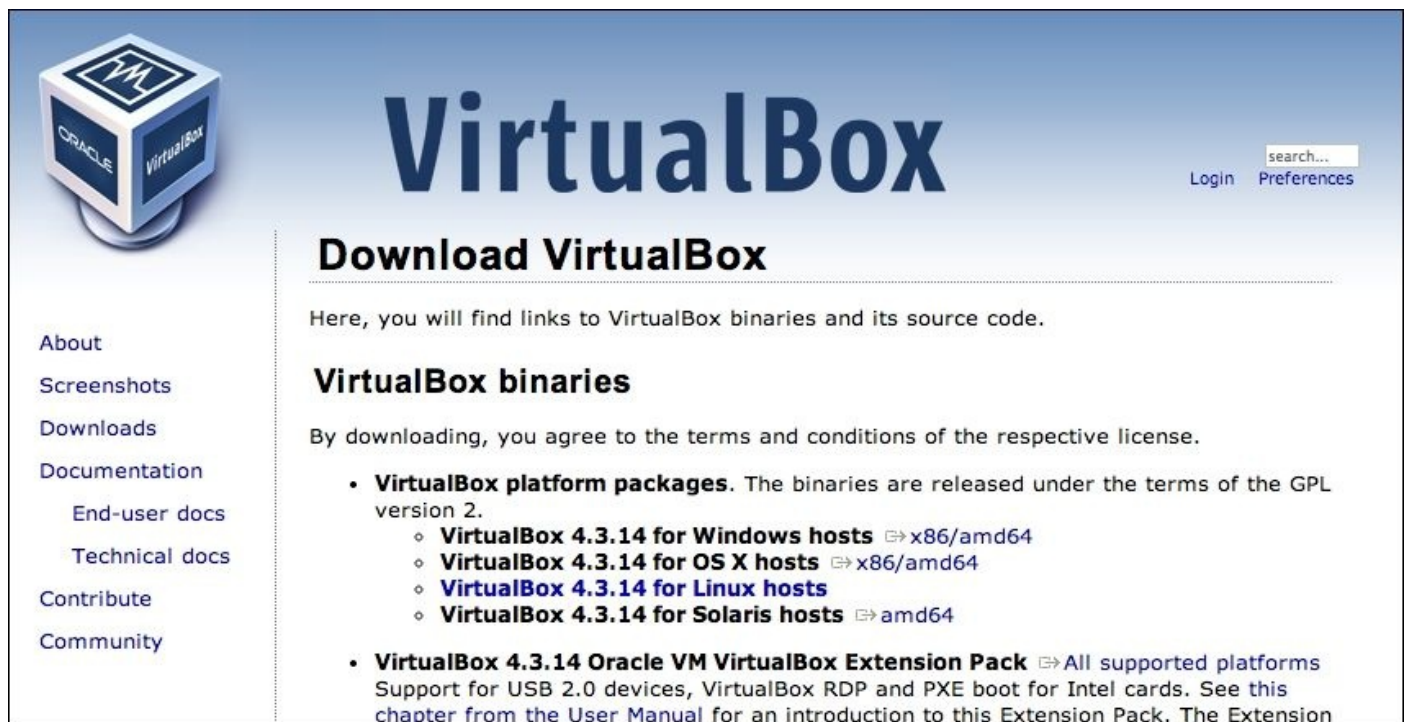 ORACLE
VirtualBox
VirtualBox
search...
Login Preferences
Download VirtualBox
Here, you will find links to VirtualBox binaries and its source code.
About
Screenshots
Downloads
Documentation
End-user docs
Technical docs
Contribute
Community
VirtualBox binaries
By downloading, you agree to the terms and conditions of the respective license.
• VirtualBox platform packages. The binaries are released under the terms of the GPL
version 2.
◦ VirtualBox 4.3.14 for Windows hosts x86/amd64
◦ VirtualBox 4.3.14 for OS X hosts x86/amd64
◦ VirtualBox 4.3.14 for Linux hosts
◦ VirtualBox 4.3.14 for Solaris hosts amd64
• VirtualBox 4.3.14 Oracle VM VirtualBox Extension Pack All supported platforms
Support for USB 2.0 devices, VirtualBox RDP and PXE boot for Intel cards. See this
chapter from the User Manual for an introduction to this Extension Pack. The Extension